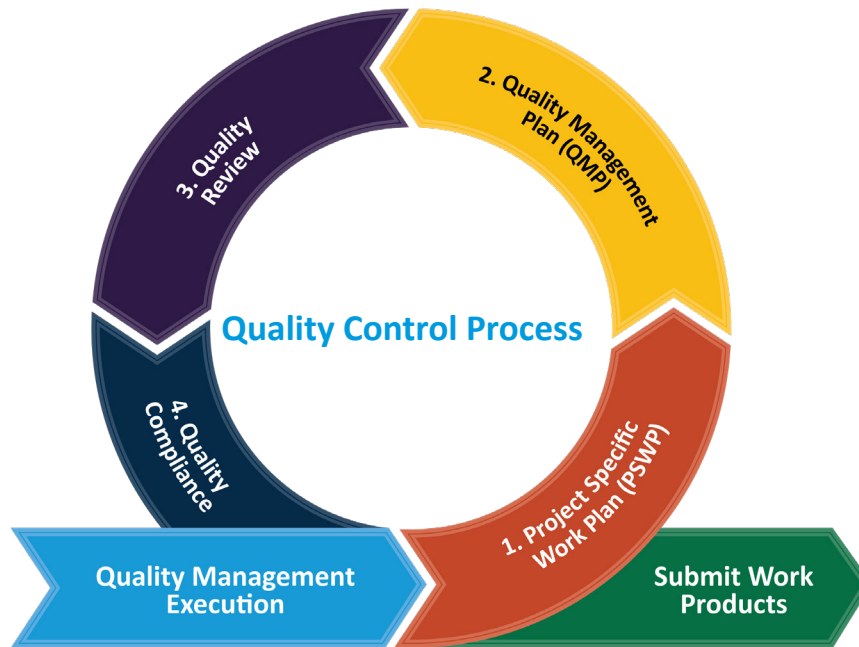 2. Quality Management
Plan (QMP)
3. Quality
Review
Quality Control Process
4. Quality
Compliance
1. Project Specific
Work Plan (PSWP)
Quality Management
Execution
Submit Work
Products